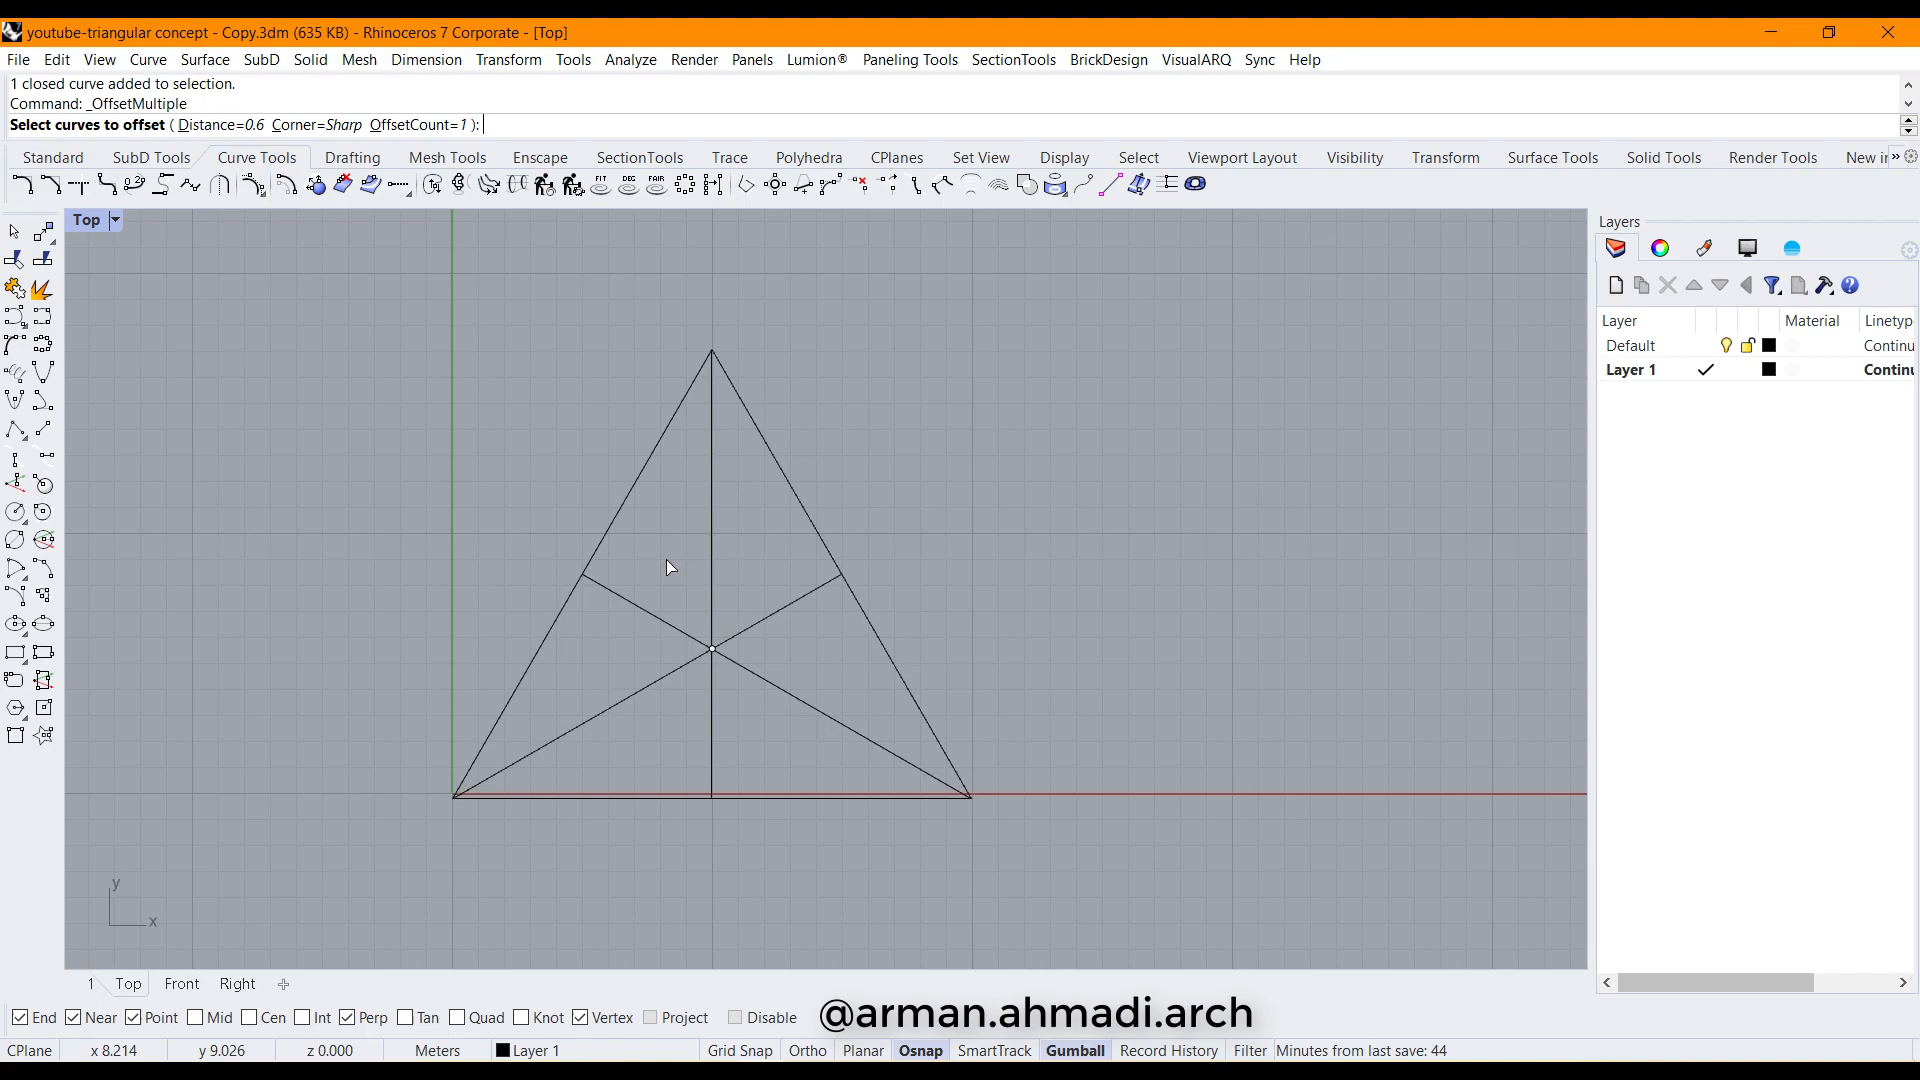 youtube-triangular concept - Copy.3dm (635 KB) - Rhinoceros 7 Corporate - [Top]
File Edit View Curve Surface SubD Solid Mesh Dimension Transform Tools Analyze Render Panels Lumion® Paneling Tools SectionTools BrickDesign VisualARQ Sync Help
1 closed curve added to selection.
Command: _OffsetMultiple
Select curves to offset ( Distance=0.6 Corner=Sharp OffsetCount=1 ):
Standard SubD Tools Curve Tools Drafting Mesh Tools Enscape SectionTools Trace Polyhedra CPlanes Set View Display Select Viewport Layout Visibility Transform Surface Tools Solid Tools Render Tools New in »
FIT DEG FAIR
Top
Layers
Layer Material Linetyp
Default Continu
Layer 1 Continu
y
x
1 Top Front Right
End Near Point Mid Cen Int Perp Tan Quad Knot Vertex Project Disable
@arman.ahmadi.arch
CPlane x 8.214 y 9.026 z 0.000 Meters Layer 1 Grid Snap Ortho Planar Osnap SmartTrack Gumball Record History Filter Minutes from last save: 44